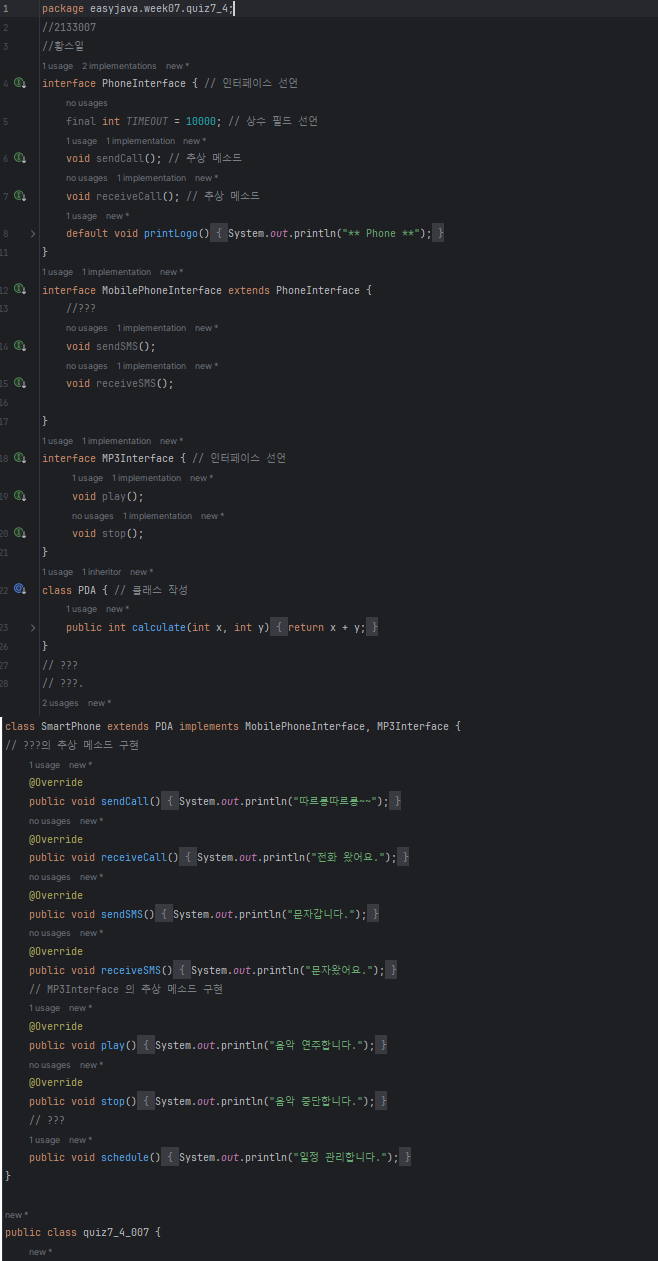 1 package easyjava.week07.quiz7_4;
2 //2133007
3 //황스일
1 usage 2 implementations new *
4 interface PhoneInterface { // 인터페이스 선언
no usages
5 final int TIMEOUT = 10000; // 상수 필드 선언
1 usage 1 implementation new *
6 void sendCall(); // 추상 메소드
no usages 1 implementation new *
7 void receiveCall(); // 추상 메소드
1 usage new *
8 default void printLogo() { System.out.println("** Phone **"); }
11 }
1 usage 1 implementation new *
12 interface MobilePhoneInterface extends PhoneInterface {
13 //???
no usages 1 implementation new *
14 void sendSMS();
no usages 1 implementation new *
15 void receiveSMS();
16
17 }
1 usage 1 implementation new *
18 interface MP3Interface { // 인터페이스 선언
1 usage 1 implementation new *
19 void play();
no usages 1 implementation new *
20 void stop();
21 }
1 usage 1 inheritor new *
22 class PDA { // 클래스 작성
1 usage new *
23 public int calculate(int x, int y) { return x + y; }
26 }
27 // ???
28 // ???.
2 usages new *
class SmartPhone extends PDA implements MobilePhoneInterface, MP3Interface {
// ???의 추상 메소드 구현
1 usage new *
@Override
public void sendCall() { System.out.println("따르릉따르릉~~"); }
no usages new *
@Override
public void receiveCall() { System.out.println("전화 왔어요."); }
no usages new *
@Override
public void sendSMS() { System.out.println("문자갑니다."); }
no usages new *
@Override
public void receiveSMS() { System.out.println("문자왔어요."); }
// MP3Interface 의 추상 메소드 구현
1 usage new *
@Override
public void play() { System.out.println("음악 연주합니다."); }
no usages new *
@Override
public void stop() { System.out.println("음악 중단합니다."); }
// ???
1 usage new *
public void schedule() { System.out.println("일정 관리합니다."); }
}
new *
public class quiz7_4_007 {
new *